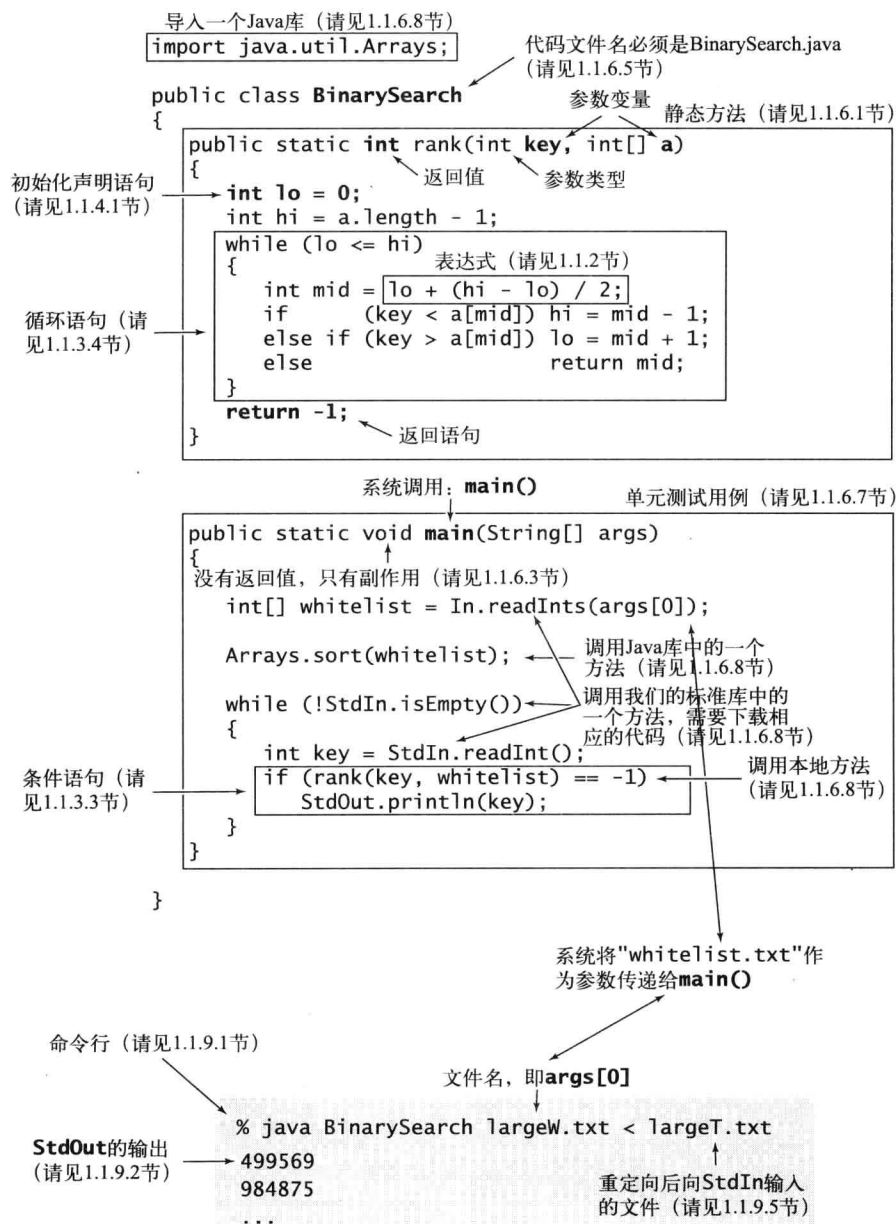 导入一个Java库（请见1.1.6.8节）
import java.util.Arrays;
代码文件名必须是BinarySearch.java
（请见1.1.6.5节）
public class BinarySearch
{
参数变量
静态方法（请见1.1.6.1节）
public static int rank(int key, int[] a)
{
返回值
参数类型
初始化声明语句
（请见1.1.4.1节）
int lo = 0;
int hi = a.length - 1;
while (lo <= hi)
{
表达式（请见1.1.2节）
int mid = lo + (hi - lo) / 2;
if (key < a[mid]) hi = mid - 1;
else if (key > a[mid]) lo = mid + 1;
else return mid;
}
循环语句（请
见1.1.3.4节）
return -1;
返回语句
}
系统调用：main()
单元测试用例（请见1.1.6.7节）
public static void main(String[] args)
{
没有返回值，只有副作用（请见1.1.6.3节）
int[] whitelist = In.readInts(args[0]);
Arrays.sort(whitelist);
调用Java库中的一个
方法（请见1.1.6.8节）
while (!StdIn.isEmpty())
调用我们的标准库中的
一个方法，需要下载相
应的代码（请见1.1.6.8节）
{
int key = StdIn.readInt();
if (rank(key, whitelist) == -1)
StdOut.println(key);
调用本地方法
（请见1.1.6.8节）
条件语句（请
见1.1.3.3节）
}
}
}
系统将"whitelist.txt"作
为参数传递给main()
命令行（请见1.1.9.1节）
文件名，即args[0]
% java BinarySearch largeW.txt < largeT.txt
StdOut的输出
（请见1.1.9.2节）
499569
984875
...
重定向后向StdIn输入
的文件（请见1.1.9.5节）